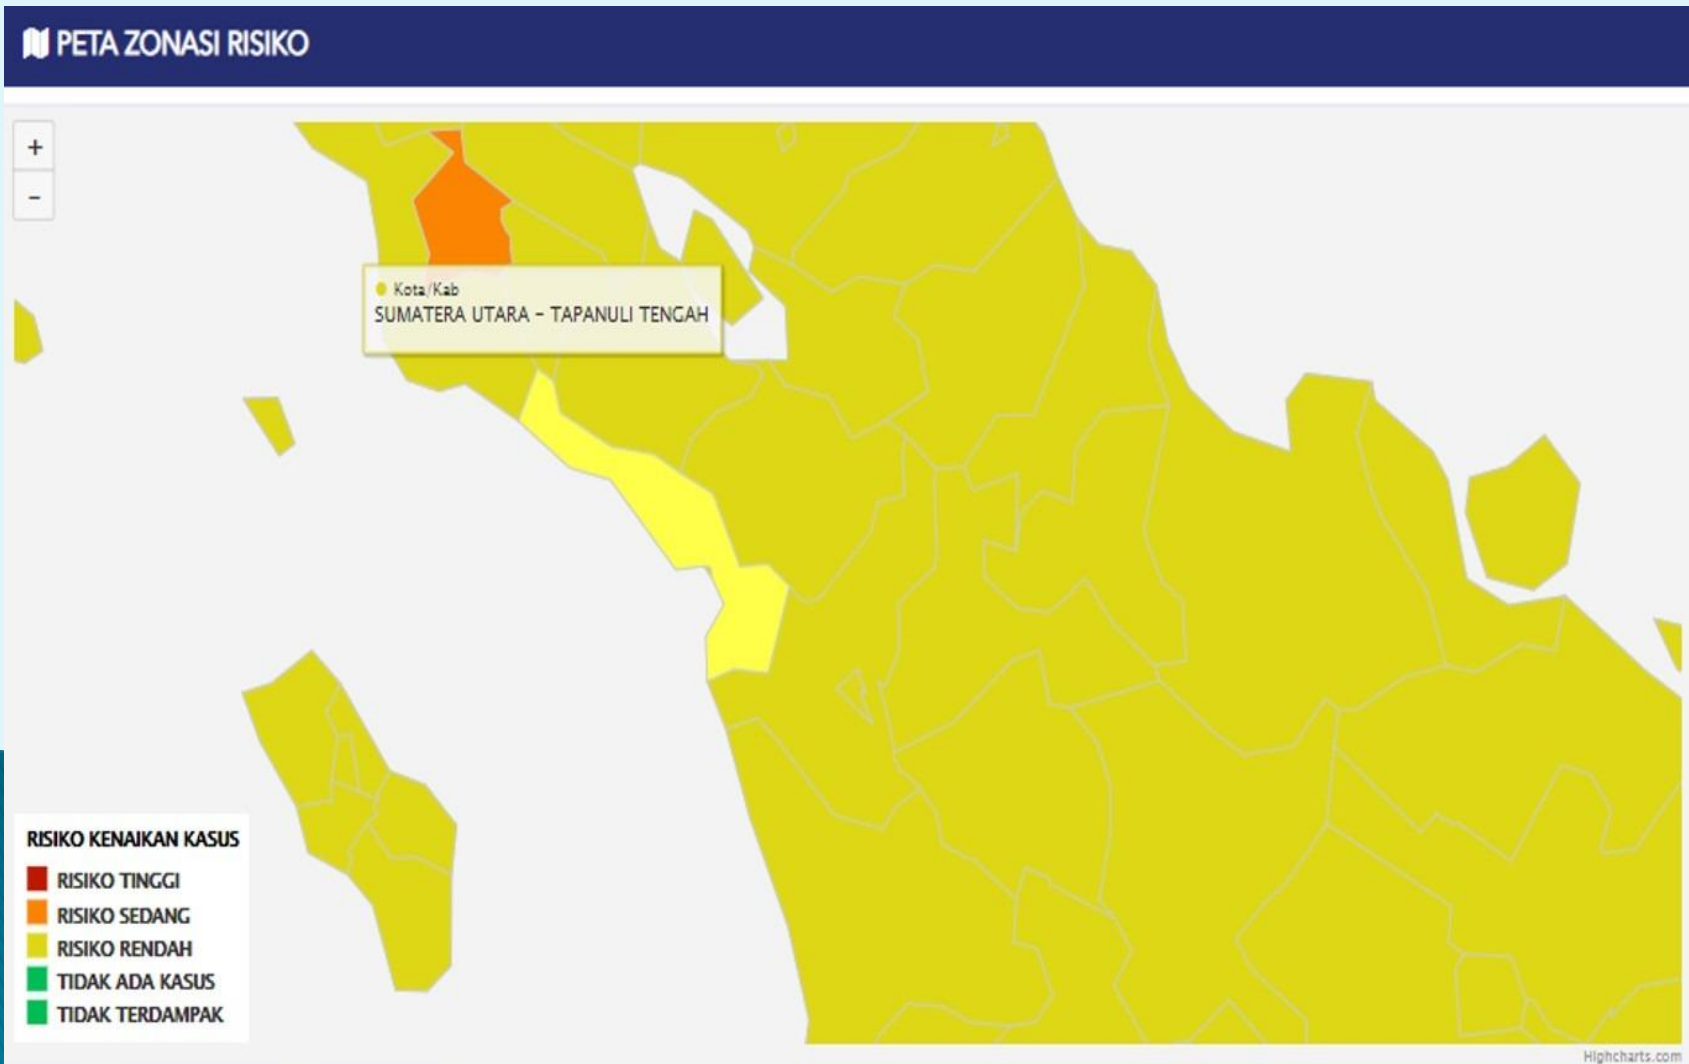 PETA ZONASI RISIKO
+
-
Kota/Kab
SUMATERA UTARA - TAPANULI TENGAH
RISIKO KENAIKAN KASUS
RISIKO TINGGI
RISIKO SEDANG
RISIKO RENDAH
TIDAK ADA KASUS
TIDAK TERDAMPAK
Highcharts.com